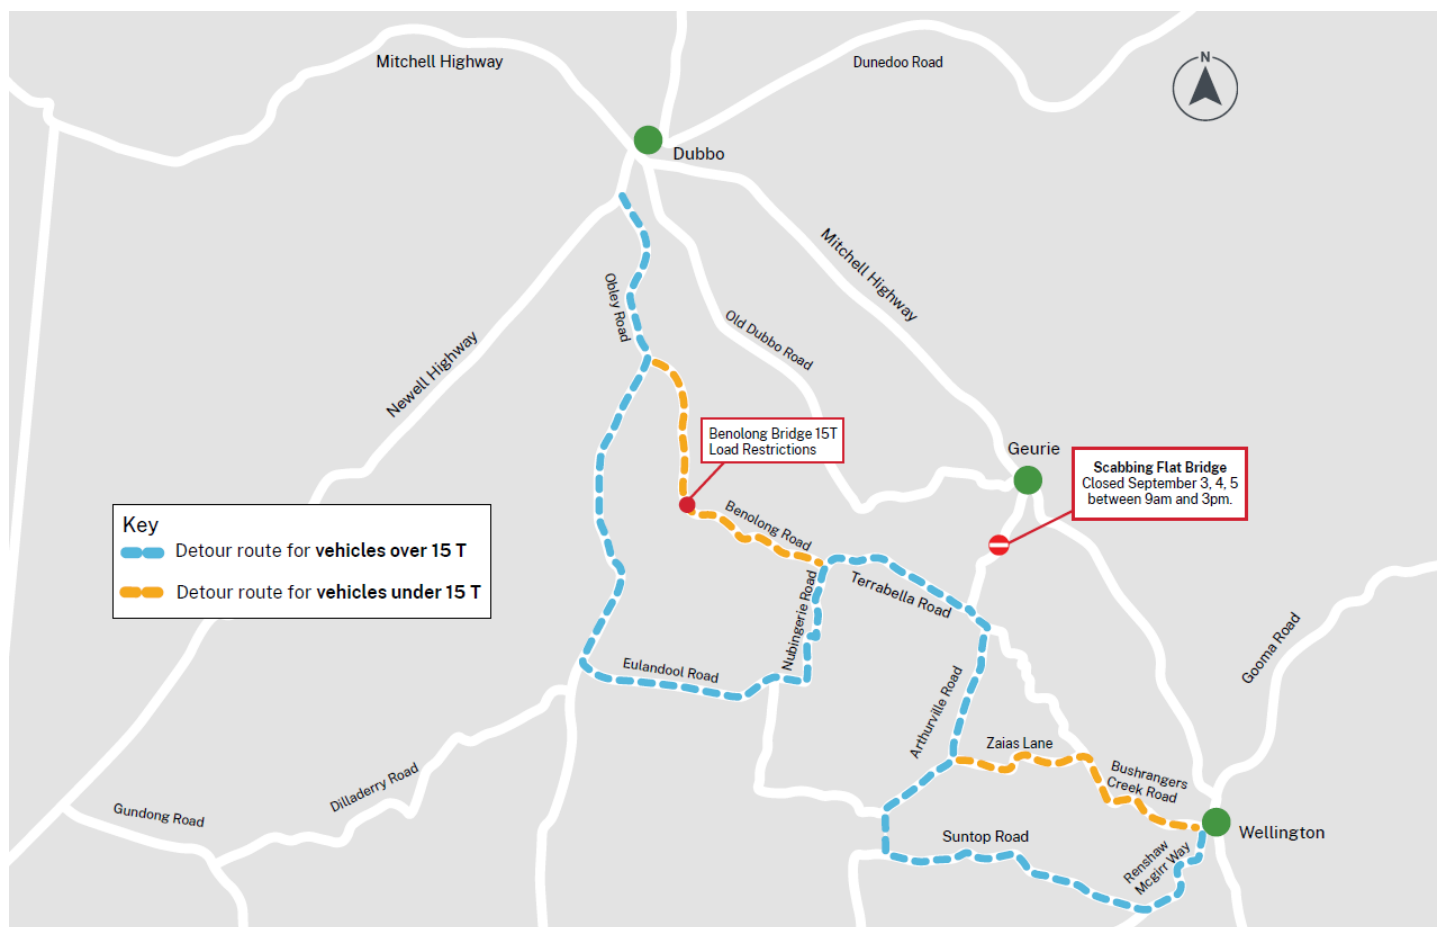 Mitchell Highway
Dunedoo Road
N
Dubbo
Mitchell Highway
Obley Road
Old Dubbo Road
Newell Highway
Benolong Bridge 15T
Load Restrictions
Geurie
Scabbing Flat Bridge
Closed September 3, 4, 5
between 9am and 3pm.
Key
Detour route for vehicles over 15 T
Detour route for vehicles under 15 T
Benolong Road
Terrabella Road
Nubingerie Road
Eulandool Road
Gooma Road
Arthurville Road
Zaias Lane
Bushrangers
Creek Road
Dilladerry Road
Gundong Road
Suntop Road
Renshaw
Mcgirr Way
Wellington